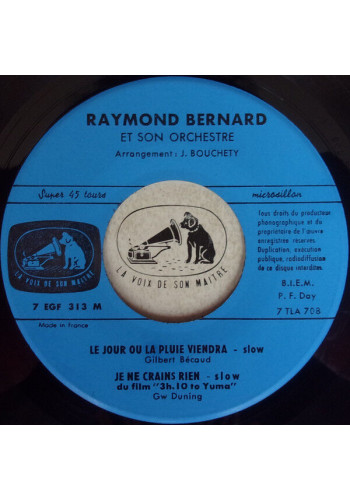 RAYMOND BERNARD
ET SON ORCHESTRE
Arrangement : J. BOUCHETY
Super 45 tours
microsillon
LA VOIX DE SON MAITRE
7 EGF 313 M
Made in France
LA VOIX DE SON MAITRE
Tous droits du producteur
phonographique et du
propriétaire de l'œuvre
enregistrée réservés.
Duplication, exécution
publique, radiodiffusion
de ce disque interdites.
B.I.E.M.
P. F. Day
7 TLA 708
LE JOUR OU LA PLUIE VIENDRA - slow
Gilbert Bécaud
JE NE CRAINS RIEN - slow
du film "3h.10 to Yuma"
Gw Duning